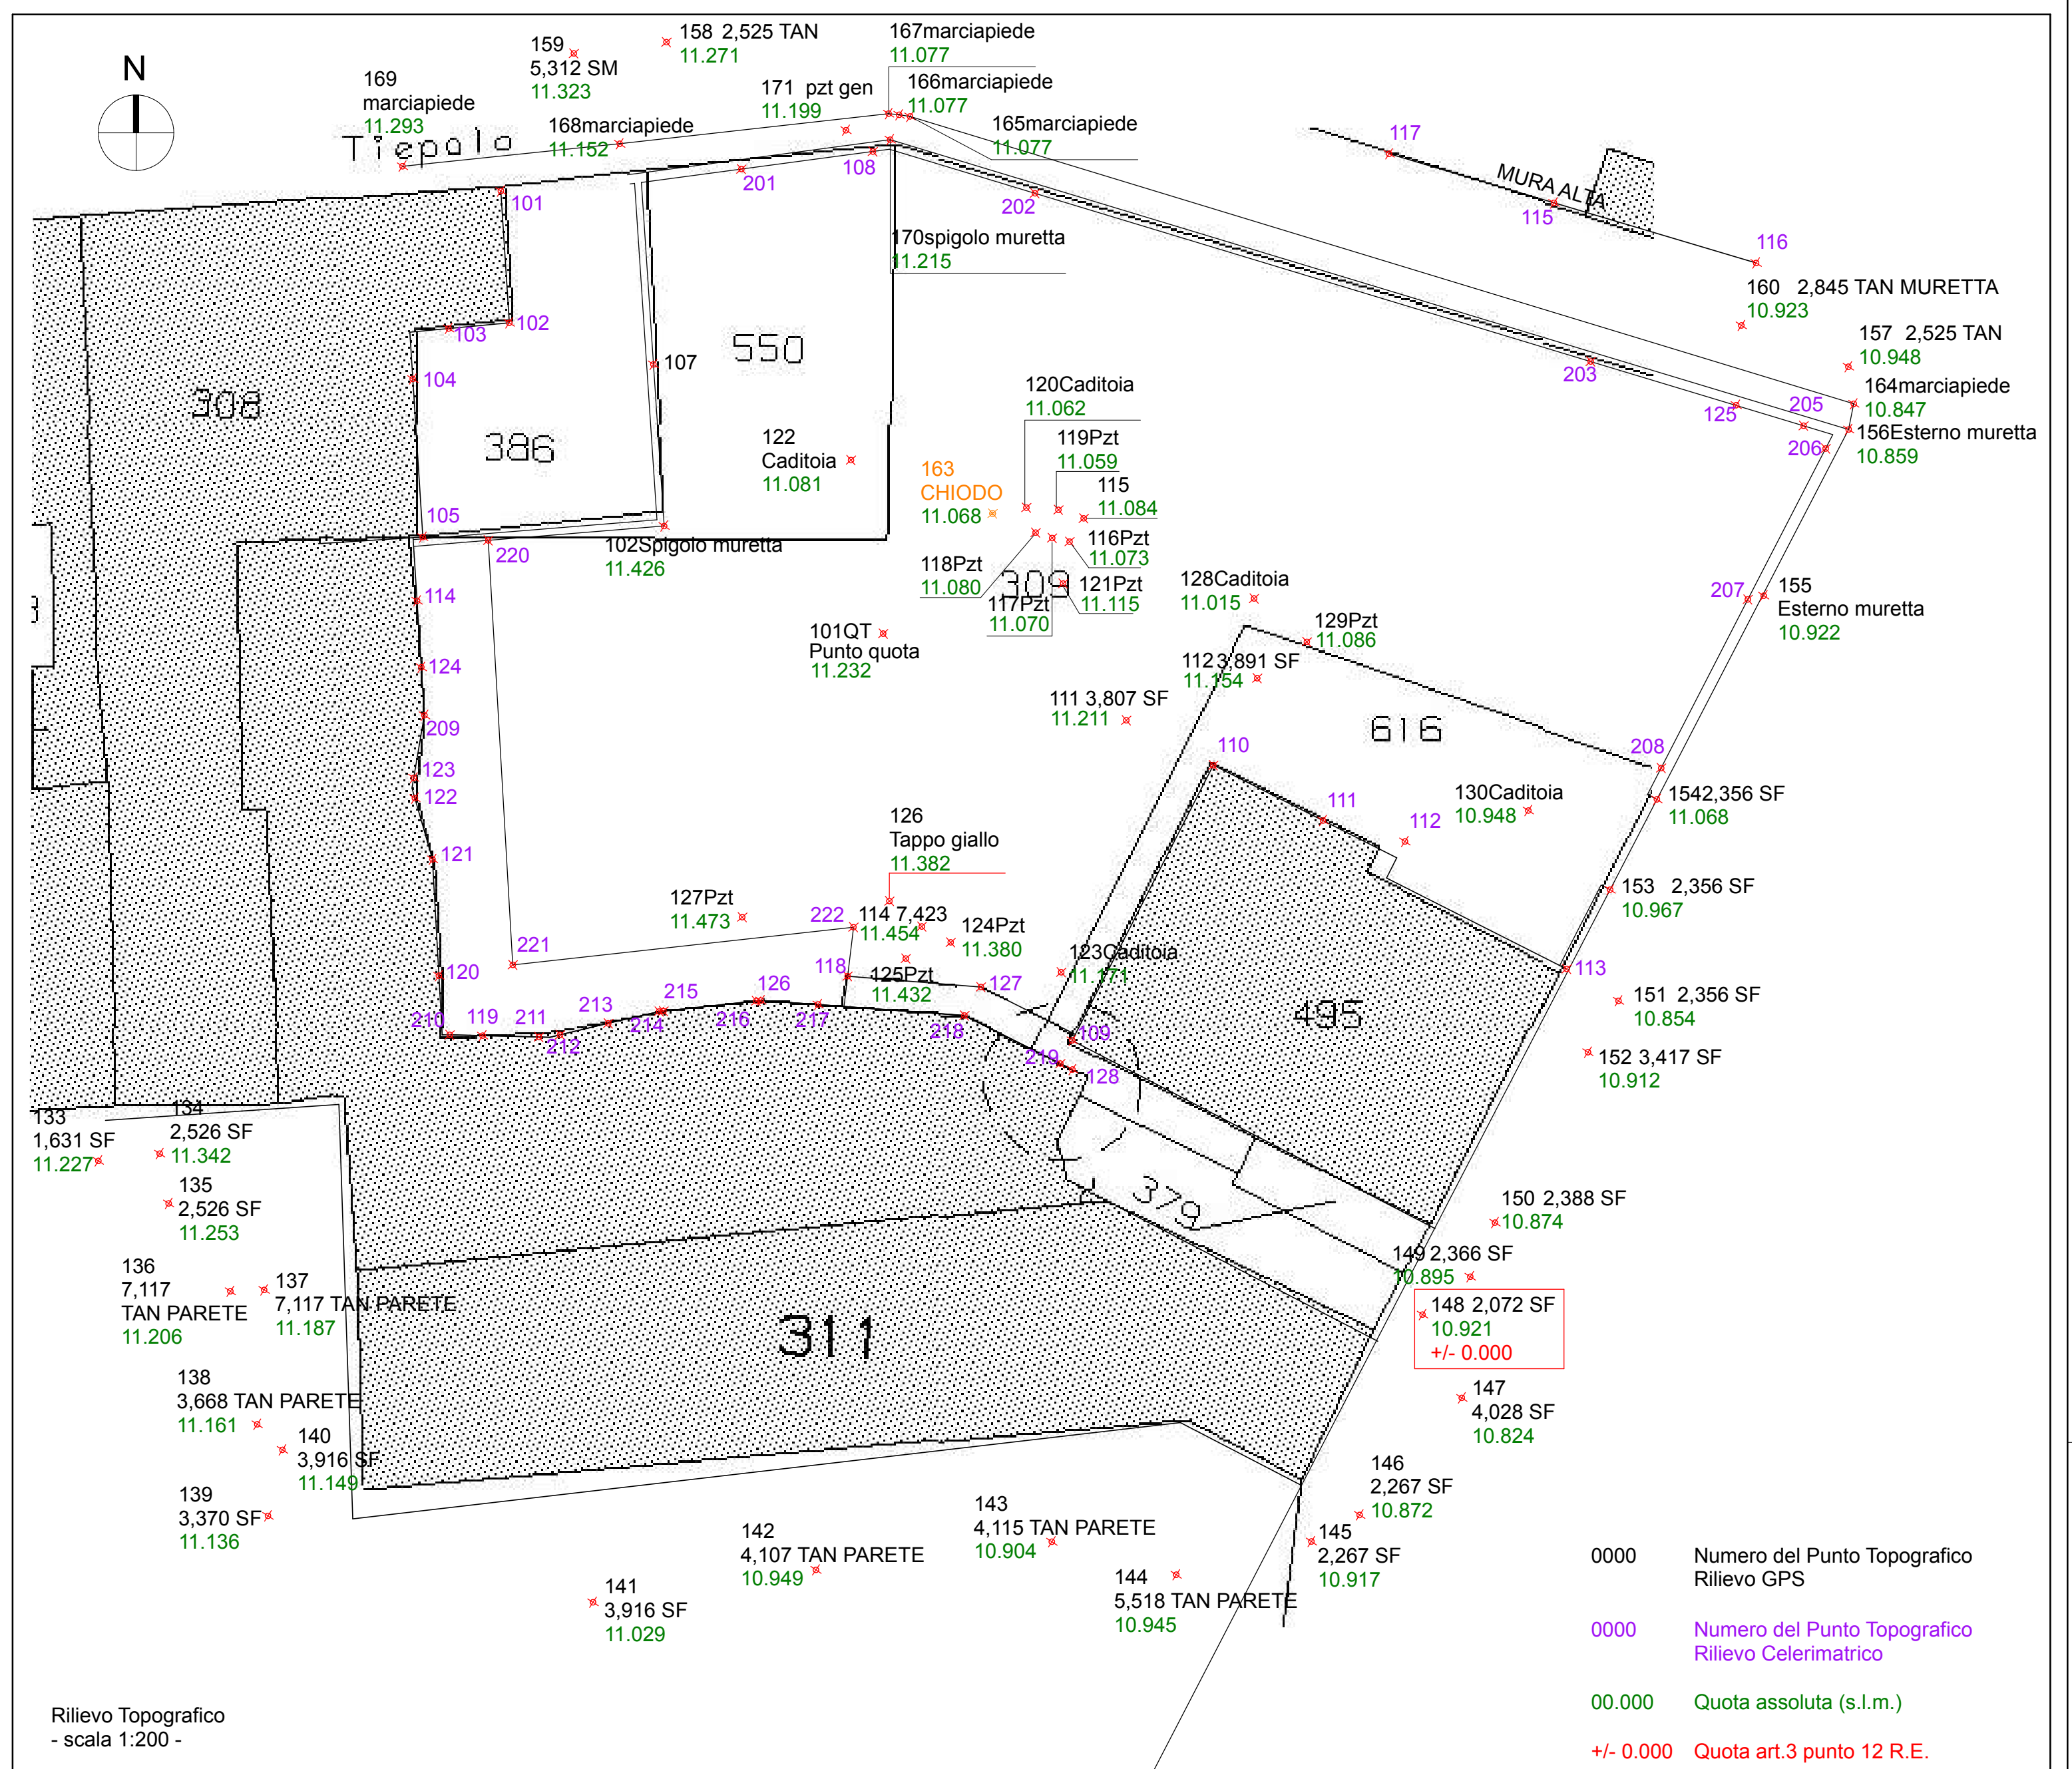 N
159
5,312 SM
11.323
158 2,525 TAN
11.271
167marciapiede
11.077
169
marciapiede
11.293
Tiepolo
168marciapiede
11.152
171 pzt gen
11.199
166marciapiede
11.077
165marciapiede
11.077
117
MURA ALTA
115
116
101
201
108
202
170spigolo muretta
11.215
160 2,845 TAN MURETTA
10.923
157 2,525 TAN
10.948
164marciapiede
10.847
156Esterno muretta
10.859
102
103
104
107
550
308
386
203
125
205
206
120Caditoia
11.062
122
Caditoia
11.081
163
CHIODO
11.068
119Pzt
11.059
115
11.084
116Pzt
11.073
118Pzt
11.080
309
121Pzt
11.115
117Pzt
11.070
105
220
102Spigolo muretta
11.426
114
124
209
123
122
121
101QT
Punto quota
11.232
128Caditoia
11.015
129Pzt
11.086
112 3,891 SF
11.154
111 3,807 SF
11.211
207
155
Esterno muretta
10.922
616
208
110
111
112
130Caditoia
10.948
1542,356 SF
11.068
153 2,356 SF
10.967
126
Tappo giallo
11.382
127Pzt
11.473
222
114 7,423
11.454
124Pzt
11.380
221
120
118
125Pzt
11.432
123Caditoia
11.171
127
113
151 2,356 SF
10.854
152 3,417 SF
10.912
495
210
119
211
212
213
214
215
216
126
217
218
219
109
128
133
1,631 SF
11.227
134
2,526 SF
11.342
135
2,526 SF
11.253
379
150 2,388 SF
10.874
149 2,366 SF
10.895
148 2,072 SF
10.921
+/- 0.000
136
7,117
TAN PARETE
11.206
137
7,117 TAN PARETE
11.187
311
138
3,668 TAN PARETE
11.161
140
3,916 SF
11.149
139
3,370 SF
11.136
147
4,028 SF
10.824
146
2,267 SF
10.872
145
2,267 SF
10.917
143
4,115 TAN PARETE
10.904
142
4,107 TAN PARETE
10.949
144
5,518 TAN PARETE
10.945
141
3,916 SF
11.029
0000 Numero del Punto Topografico
Rilievo GPS
0000 Numero del Punto Topografico
Rilievo Celerimatrico
00.000 Quota assoluta (s.l.m.)
+/- 0.000 Quota art.3 punto 12 R.E.
Rilievo Topografico
- scala 1:200 -